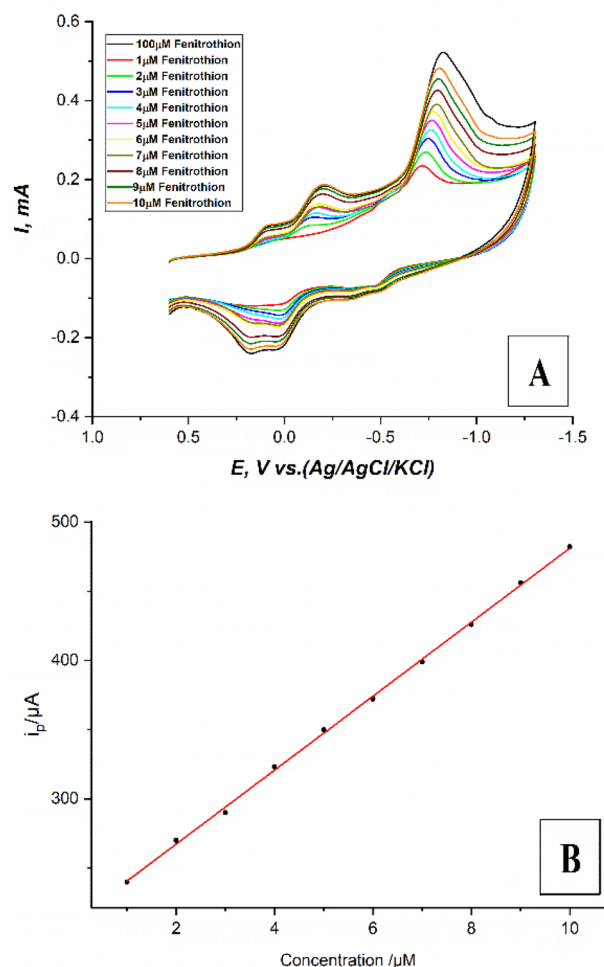 0.6
0.4
0.2
0.0
-0.2
-0.4
I, mA
100μM Fenitrothion
1μM Fenitrothion
2μM Fenitrothion
3μM Fenitrothion
4μM Fenitrothion
5μM Fenitrothion
6μM Fenitrothion
7μM Fenitrothion
8μM Fenitrothion
9μM Fenitrothion
10μM Fenitrothion
A
1.0 0.5 0.0 -0.5 -1.0 -1.5
E, V vs.(Ag/AgCl/KCl)
500
400
300
iₚ/μA
B
2 4 6 8 10
Concentration /μM